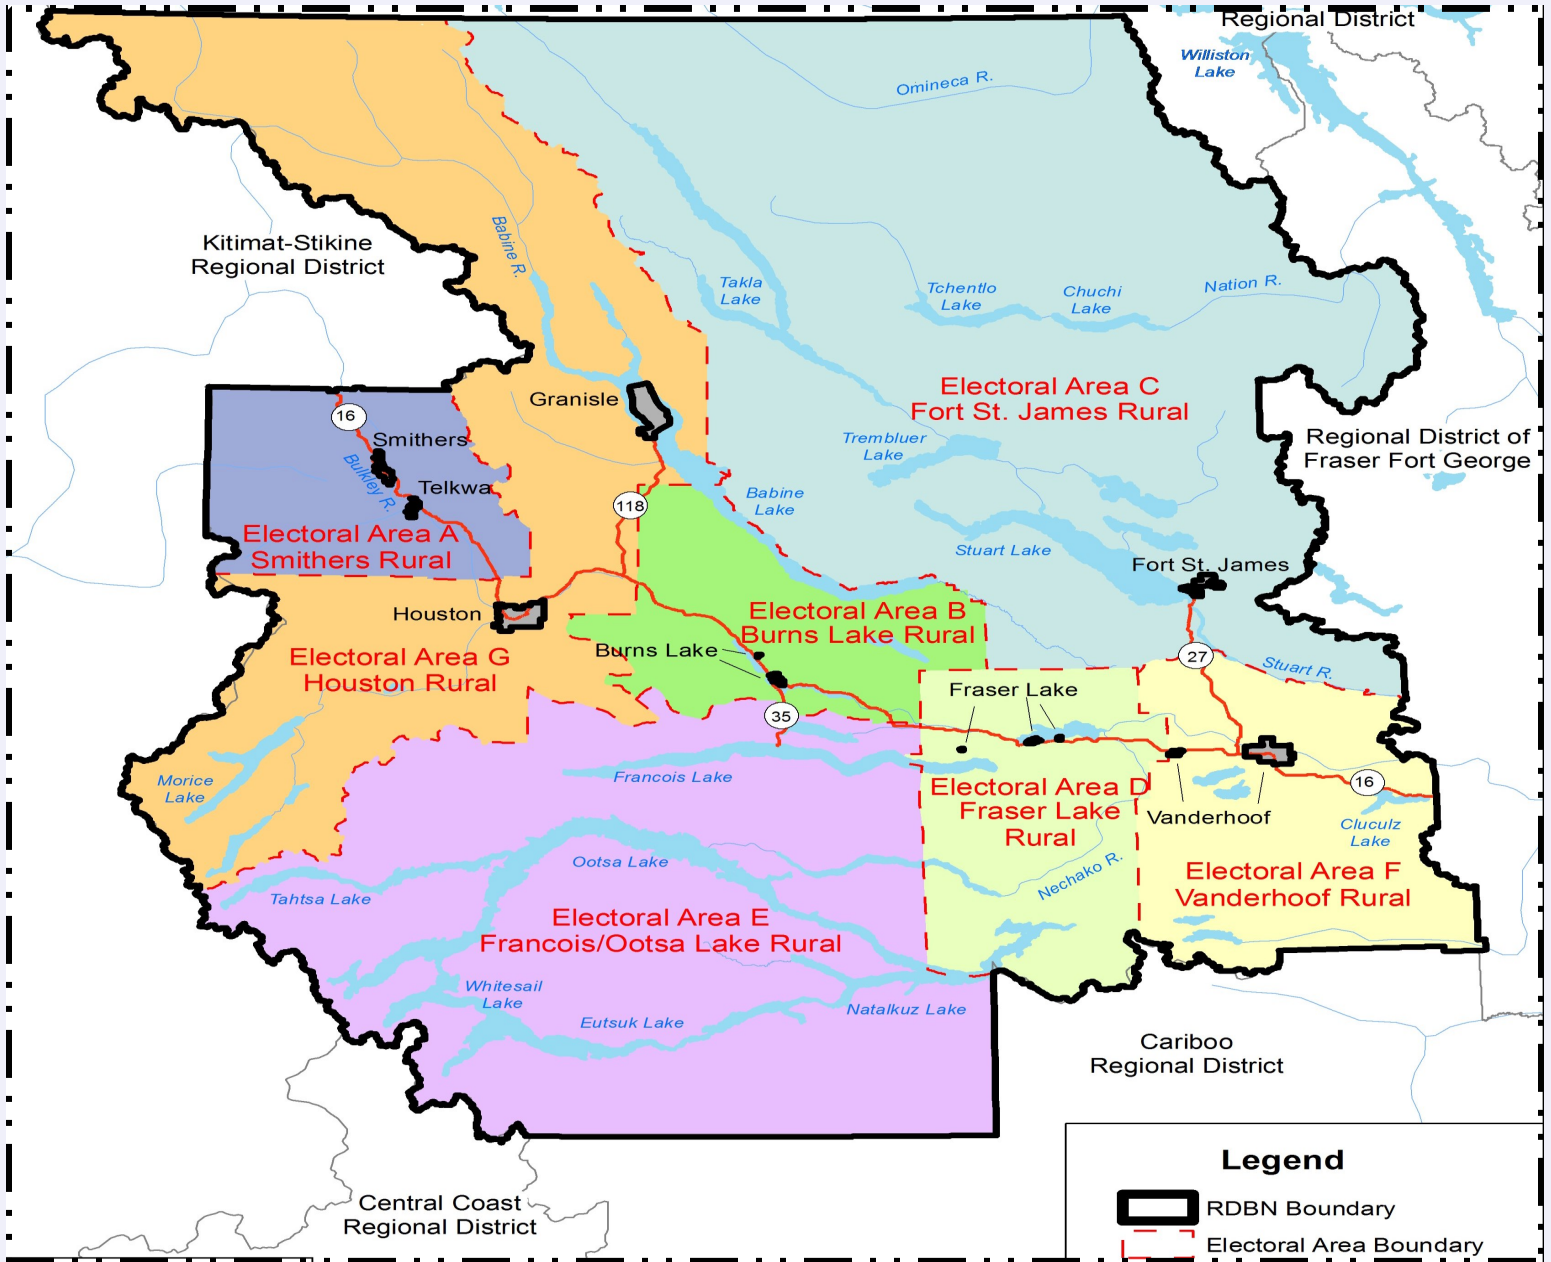 Regional District
Williston
Lake
Omineca R.
Kitimat-Stikine
Regional District
Babine R.
Takla
Lake
Tchentlo
Lake
Chuchi
Lake
Nation R.
Electoral Area C
Fort St. James Rural
Granisle
16
Smithers
Bulkley R.
Telkwa
Trembluer
Lake
Regional District of
Fraser Fort George
118
Babine
Lake
Electoral Area A
Smithers Rural
Stuart Lake
Fort St. James
Houston
Electoral Area B
Burns Lake Rural
Electoral Area G
Houston Rural
Burns Lake
27
Stuart R.
Fraser Lake
35
Morice
Lake
Francois Lake
Electoral Area D
Fraser Lake
Rural
16
Vanderhoof
Cluculz
Lake
Ootsa Lake
Nechako R.
Electoral Area F
Vanderhoof Rural
Tahtsa Lake
Electoral Area E
Francois/Ootsa Lake Rural
Whitesail
Lake
Eutsuk Lake
Natalkuz Lake
Cariboo
Regional District
Central Coast
Regional District
Legend
RDBN Boundary
Electoral Area Boundary